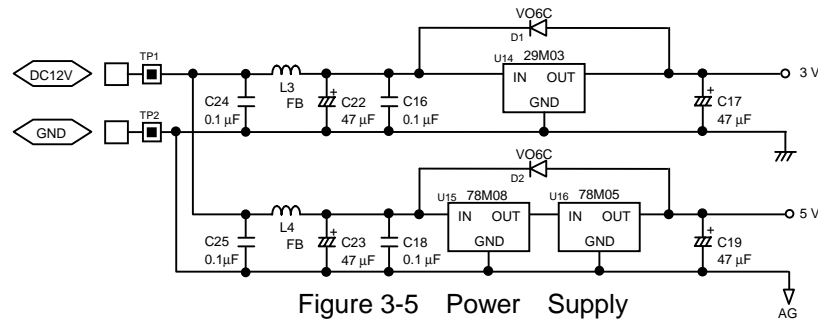 VO6C
D1
U14 29M03
DC12V
TP1
IN OUT
GND
3 V
L3
FB
C24
0.1 µF
C22
47 µF
C16
0.1 µF
C17
47 µF
GND
TP2
VO6C
D2
U15 78M08
U16 78M05
IN OUT
GND
IN OUT
GND
5 V
L4
FB
C25
0.1µF
C23
47 µF
C18
0.1 µF
C19
47 µF
AG
Figure 3-5 Power Supply